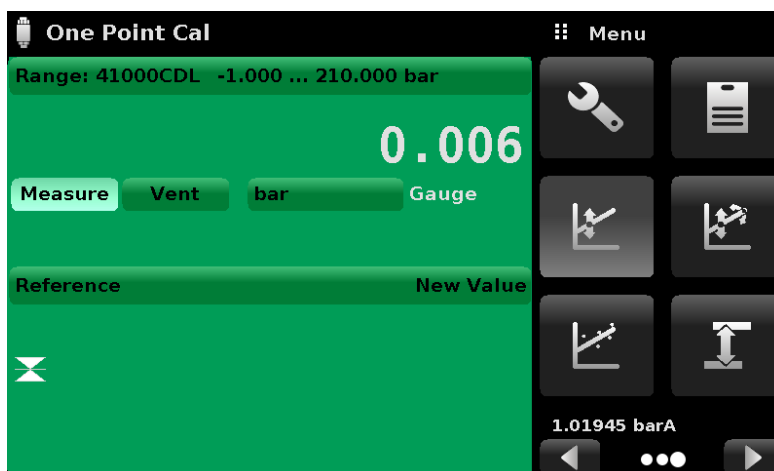 One Point Cal
Menu
Range: 41000CDL -1.000 ... 210.000 bar
0.006
Measure Vent bar Gauge
Reference New Value
1.01945 barA